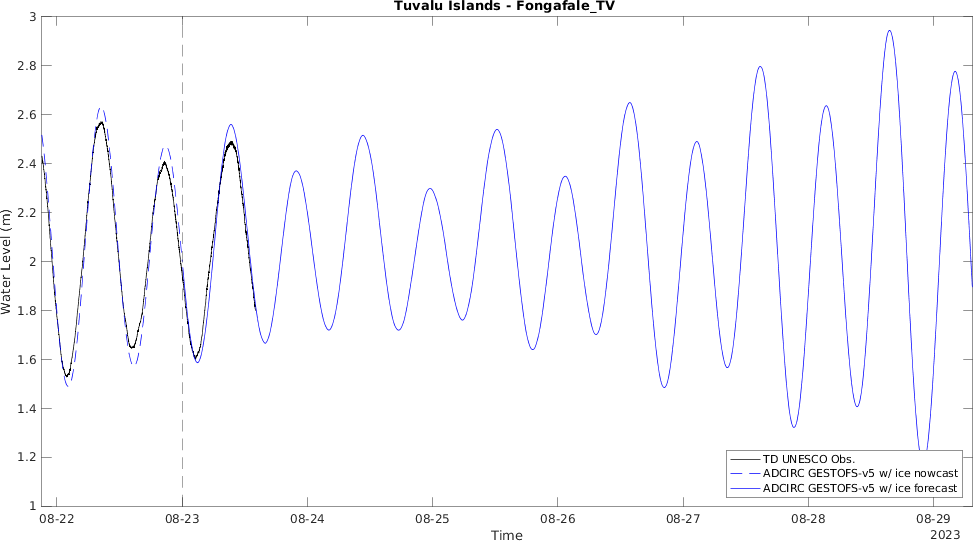 Tuvalu Islands - Fongafale_TV
Water Level (m)
3
2.8
2.6
2.4
2.2
2
1.8
1.6
1.4
1.2
1
TD UNESCO Obs.
ADCIRC GESTOFS-v5 w/ ice nowcast
ADCIRC GESTOFS-v5 w/ ice forecast
08-22 08-23 08-24 08-25 08-26 08-27 08-28 08-29
Time
2023